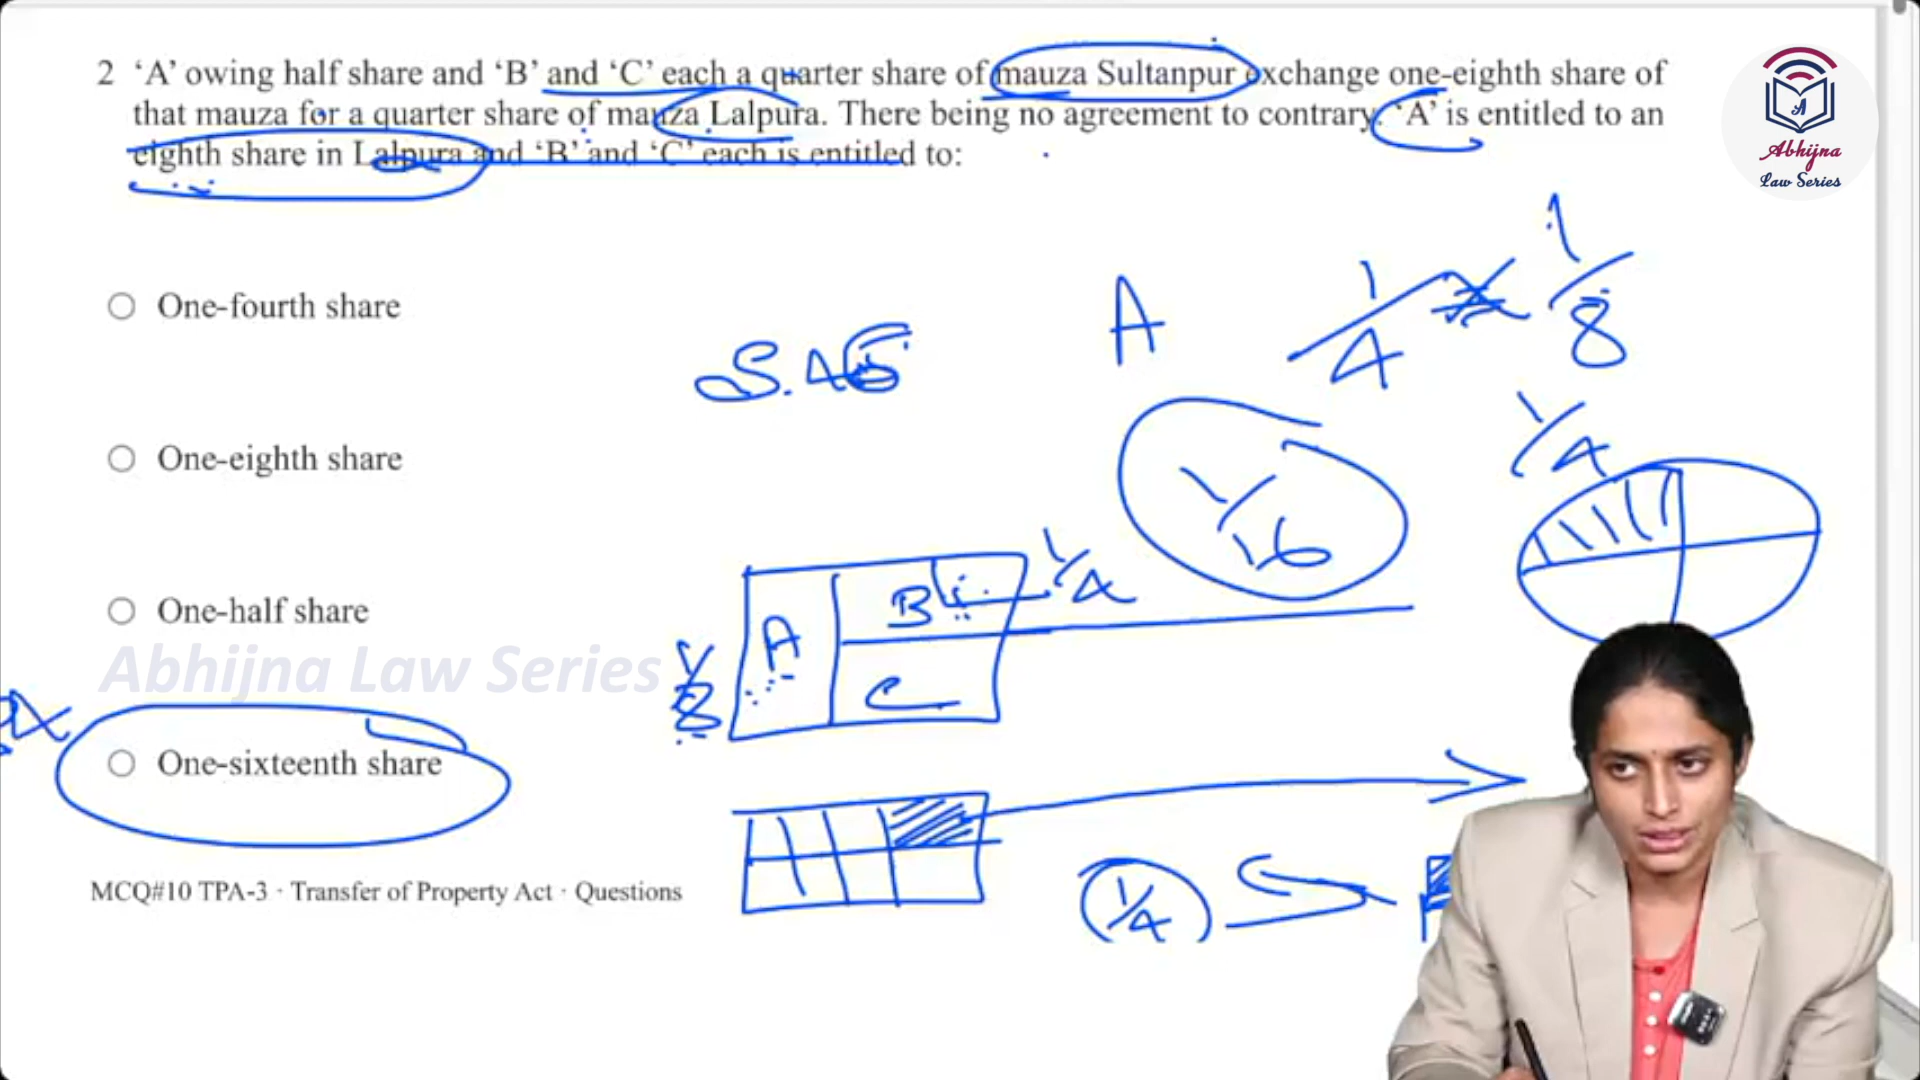 2 ‘A’ owing half share and ‘B’ and ‘C’ each a quarter share of mauza Sultanpur exchange one-eighth share of
that mauza for a quarter share of mauza Lalpura. There being no agreement to contrary, ‘A’ is entitled to an
eighth share in Lalpura and ‘B’ and ‘C’ each is entitled to:
A
Abhijna
Law Series
One-fourth share
S. 46
A
1/4 x 1/8
One-eighth share
1/4
1/16
One-half share
A
B
C
1/4
1/8
Abhijna Law Series
One-sixteenth share
MCQ#10 TPA-3 · Transfer of Property Act · Questions
1/4